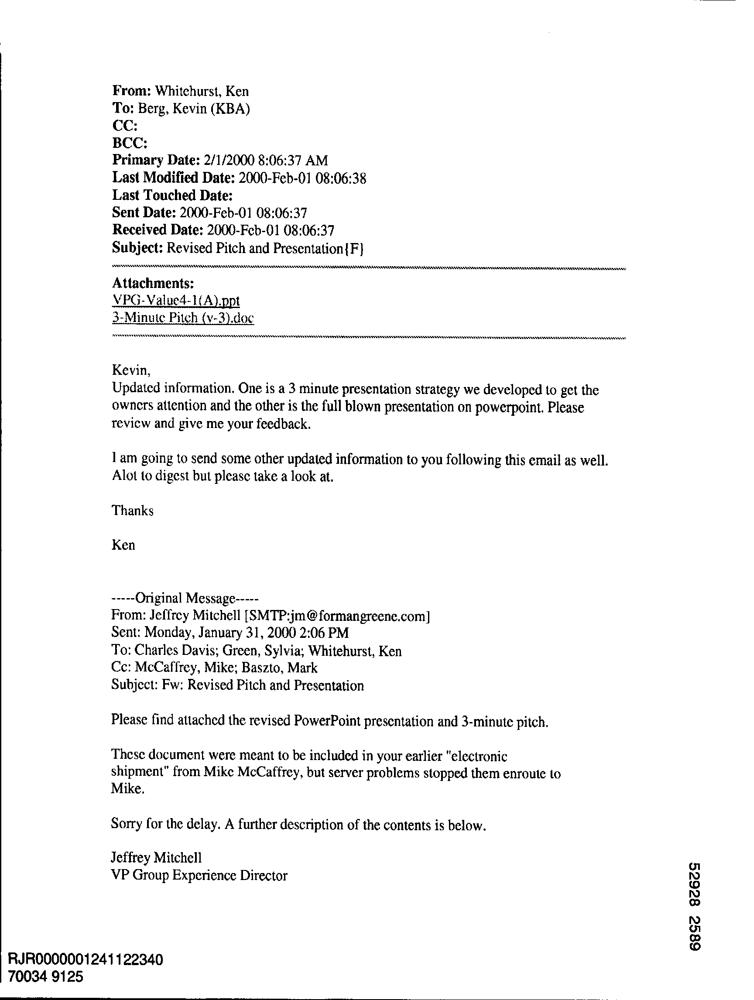 From: Whitehurst, Ken
To: Berg, Kevin (KBA)
CC:
BCC:
Primary Date: 2/1/2000 8:06:37 AM
Last Modified Date: 2000-Feb-01 08:06:38
Last Touched Date:
Sent Date: 2000-Feb-01 08:06:37
Received Date: 2000-Feb-01 08:06:37
Subject: Revised Pitch and Presentation{F}
Attachments:
VPG-Value4-1(A).ppt
3-Minute Pitch (v-3).doc
Kevin,
Updated information. One is a 3 minute presentation strategy we developed to get the
owners attention and the other is the full blown presentation on powerpoint. Please
review and give me your feedback.
I am going to send some other updated information to you following this email as well.
Alot to digest but please take a look at.
Thanks
Ken
-----Original Message-----
From: Jeffrey Mitchell [SMTP:jm@formangreene.com]
Sent: Monday, January 31, 2000 2:06 PM
To: Charles Davis; Green, Sylvia; Whitehurst, Ken
Cc: McCaffrey, Mike; Baszto, Mark
Subject: Fw: Revised Pitch and Presentation
Please find attached the revised PowerPoint presentation and 3-minute pitch.
These document were meant to be included in your earlier "electronic
shipment" from Mike McCaffrey, but server problems stopped them enroute to
Mike.
Sorry for the delay. A further description of the contents is below.
Jeffrey Mitchell
VP Group Experience Director
52928 2589
RJR0000001241122340
70034 9125